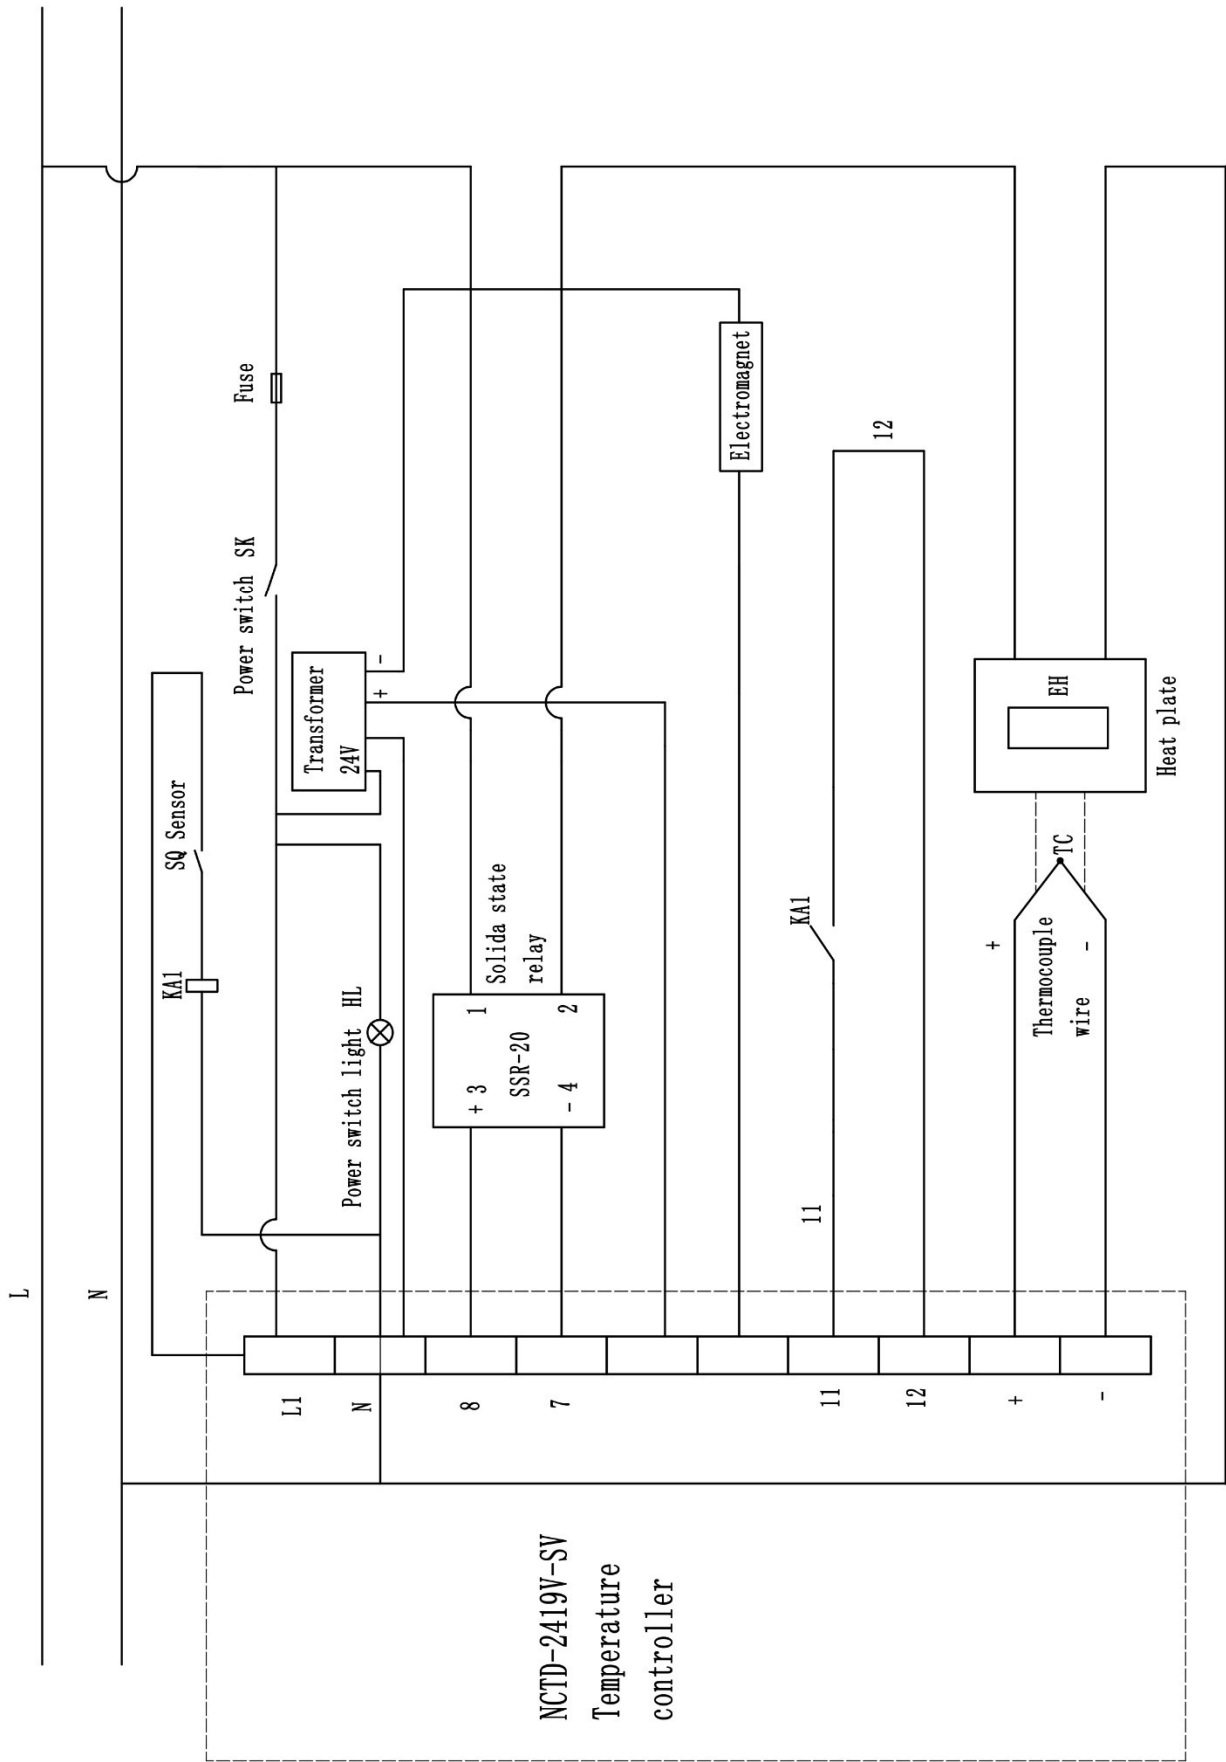 L
N
KA1
SQ Sensor
Power switch SK
Fuse
L1
Transformer
24V
+
-
Power switch light HL
N
8
+ 3
1
SSR-20
Solida state
relay
7
- 4
2
NCTD-2419V-SV
Temperature
controller
Electromagnet
11
KA1
11
12
12
+
+
Thermocouple
wire
TC
EH
-
-
Heat plate